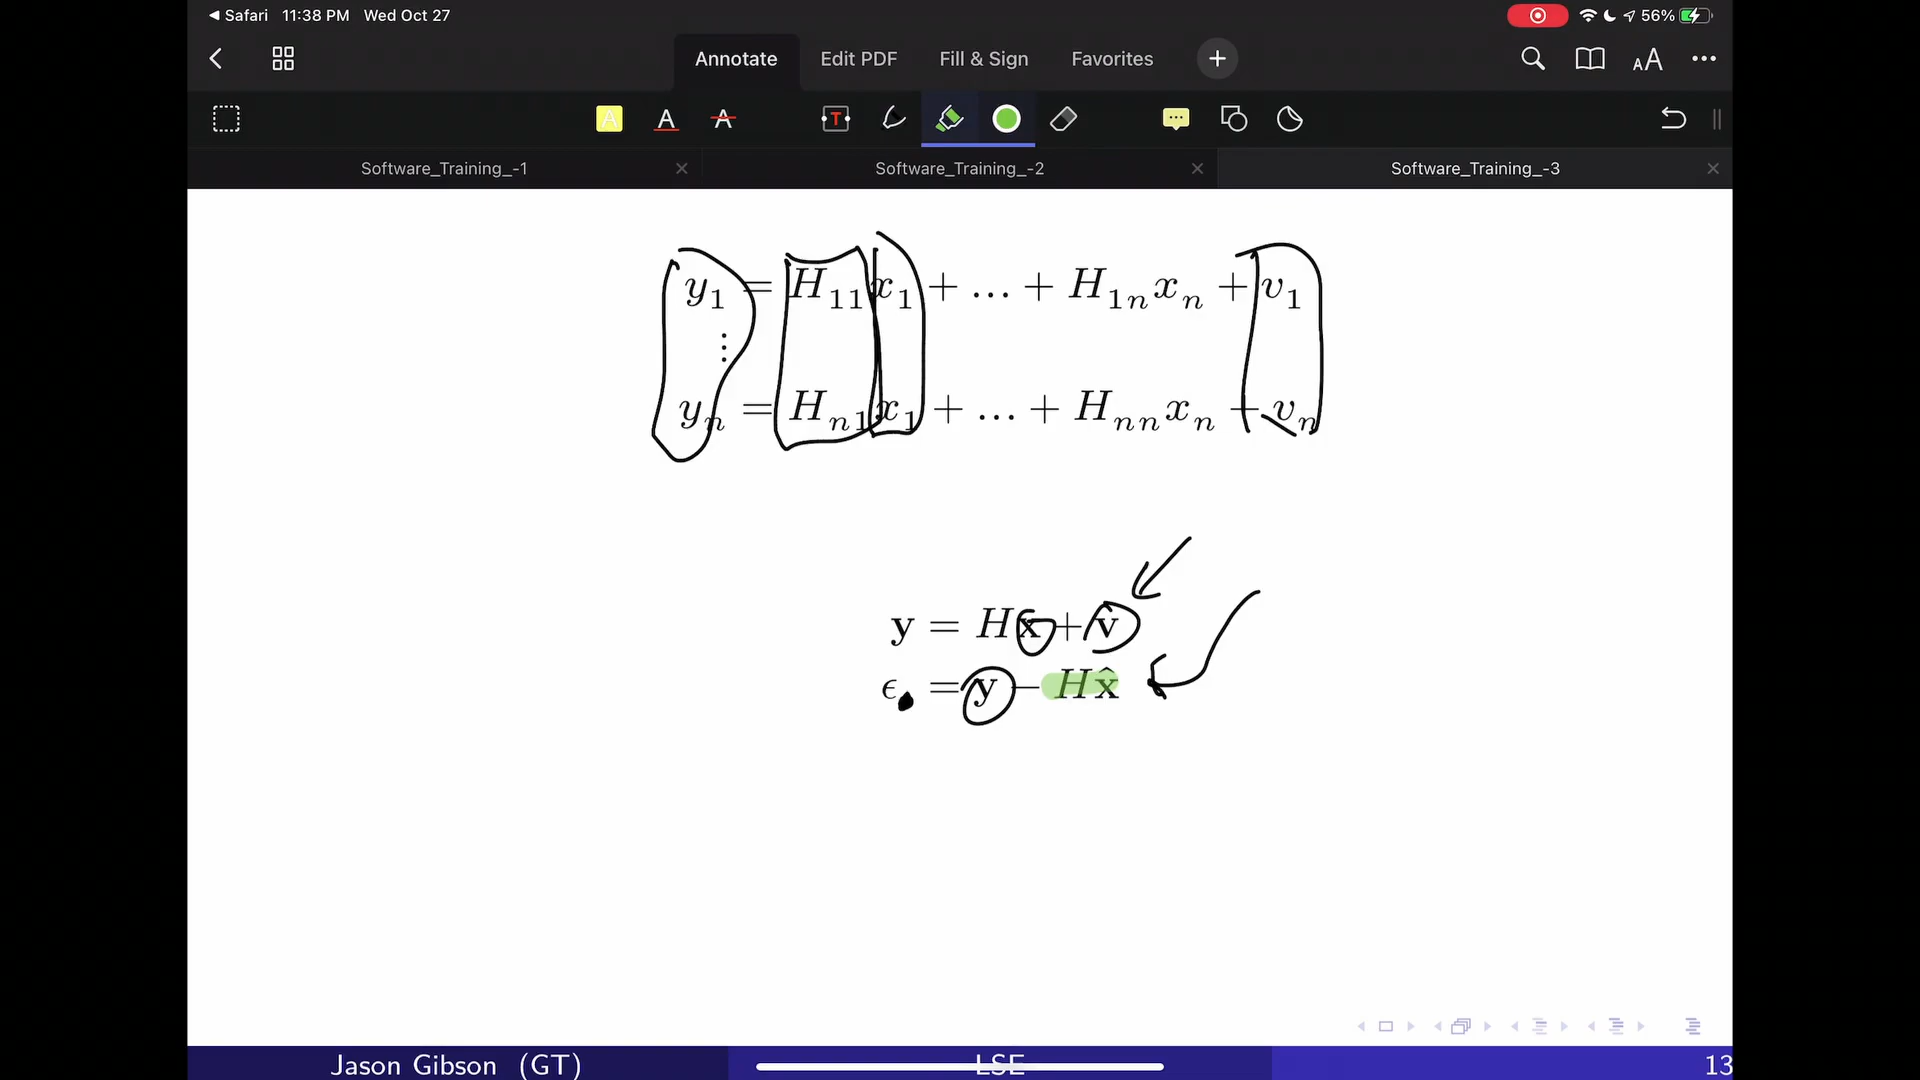 Safari 11:38 PM Wed Oct 27 56%
Annotate Edit PDF Fill & Sign Favorites
A A A T AA
Software_Training_-1 Software_Training_-2 Software_Training_-3
y₁ = H₁₁x₁ + ... + H₁ₙxₙ + v₁
⋮
yₙ = Hₙ₁x₁ + ... + Hₙₙxₙ + vₙ
y = Hx + v
ϵ = y − Hx̂
Jason Gibson (GT) LSE 13